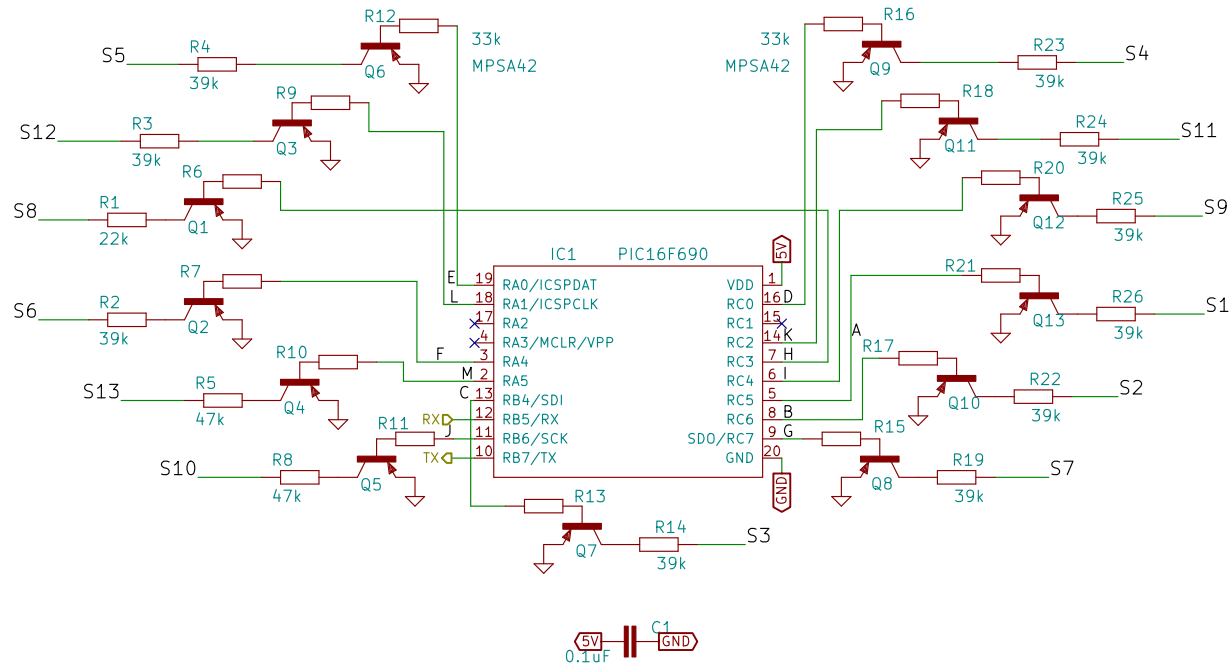 R12
R16
33k
33k
S5
R4
MPSA42
MPSA42
R23
S4
Q6
Q9
39k
39k
R9
R18
S12
R3
R24
S11
39k
Q3
Q11
39k
R6
R20
S8
R1
R25
S9
22k
Q1
Q12
39k
IC1
PIC16F690
5V
R7
R21
E
19
RA0/ICSPDAT
VDD
1
L
18
RA1/ICSPCLK
RC0
16
D
S6
R2
17
RA2
RC1
15
R26
S1
39k
Q2
A
Q13
39k
4
RA3/MCLR/VPP
RC2
14
K
F
3
RA4
RC3
7
H
R10
R17
M
2
RA5
RC4
6
I
S13
R5
C
13
RB4/SDI
RC5
5
R22
S2
47k
Q4
Q10
39k
RX
12
RB5/RX
RC6
8
B
R11
J
11
RB6/SCK
SDO/RC7
9
G
R15
TX
10
RB7/TX
GND
20
S10
R8
R19
S7
47k
Q5
Q8
39k
GND
R13
R14
S3
Q7
39k
C1
5V
GND
0.1uF